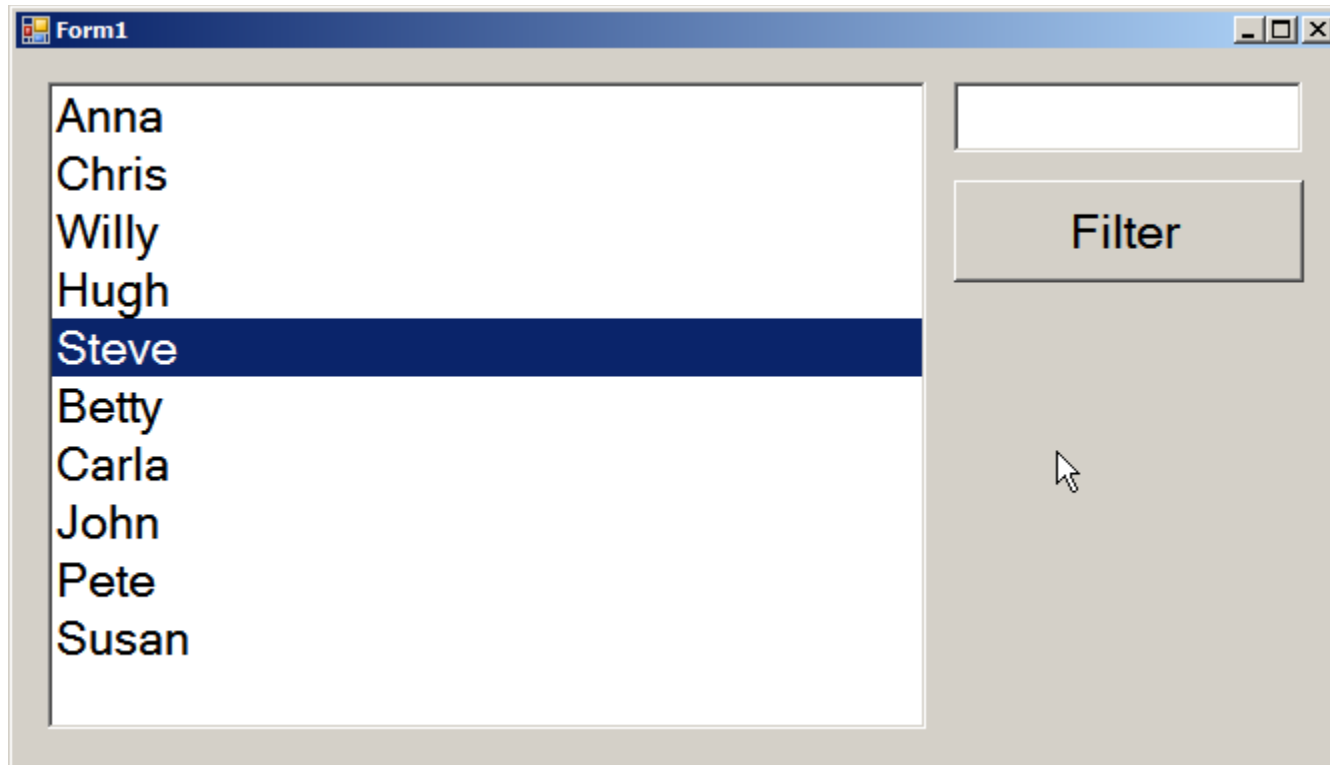 Form1
Anna
Chris
Willy
Hugh
Steve
Betty
Carla
John
Pete
Susan
Filter